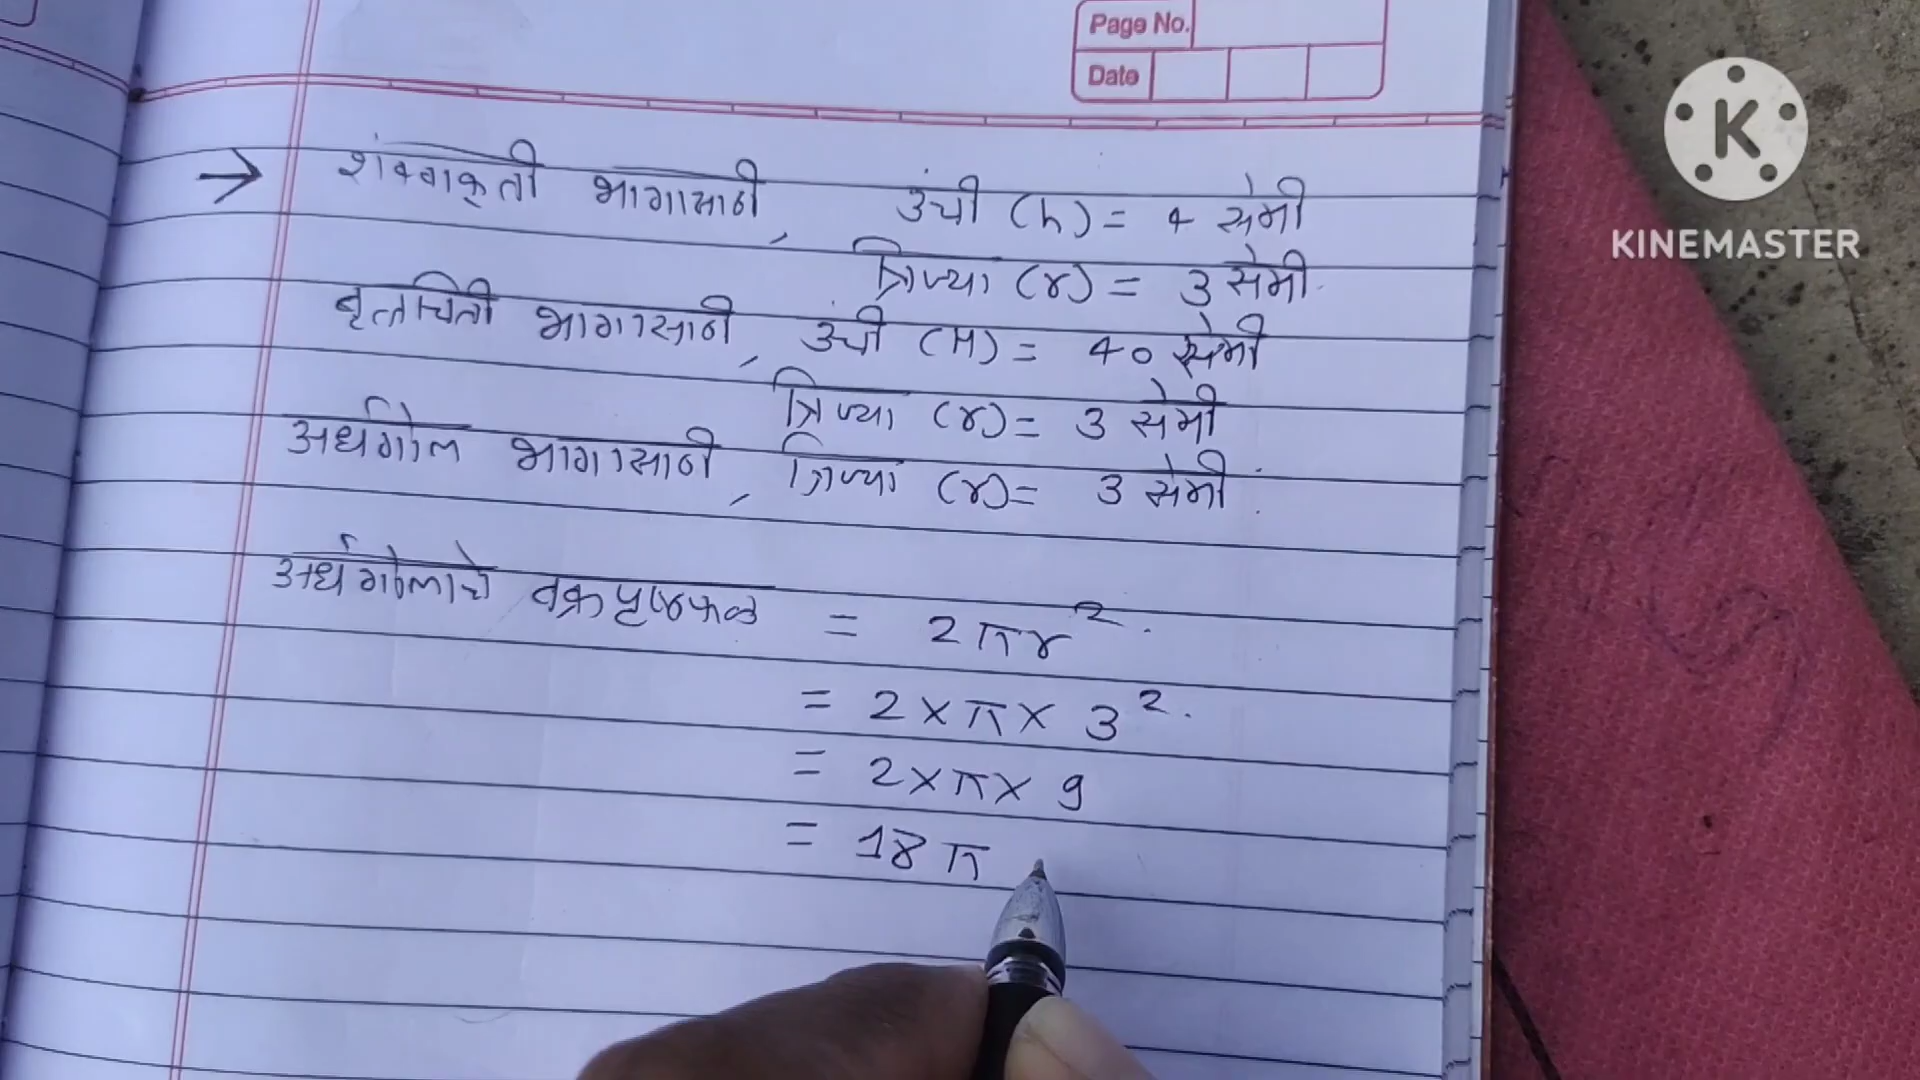 Page No.
Date
KINEMASTER
→ शंक्वाकृती भागासाठी, उंची (h) = 4 सेमी
त्रिज्या (r) = 3 सेमी.
वृत्तचिती भागासाठी, उंची (H) = 40 सेमी
त्रिज्या (r) = 3 सेमी
अर्धगोल भागासाठी, त्रिज्या (r) = 3 सेमी.
अर्धगोलाचे वक्रपृष्ठफळ = 2πr².
= 2×π× 3².
= 2×π× 9
= 18 π